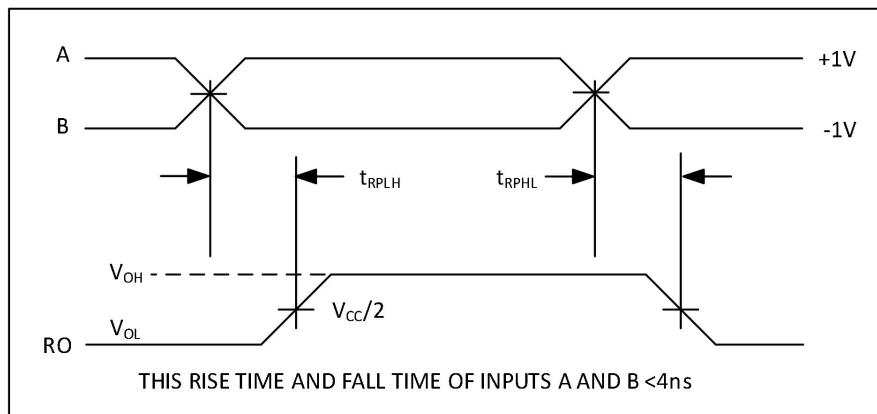 A
+1V
B
-1V
tRPLH
tRPHL
VOH
VCC/2
VOL
RO
THIS RISE TIME AND FALL TIME OF INPUTS A AND B <4ns